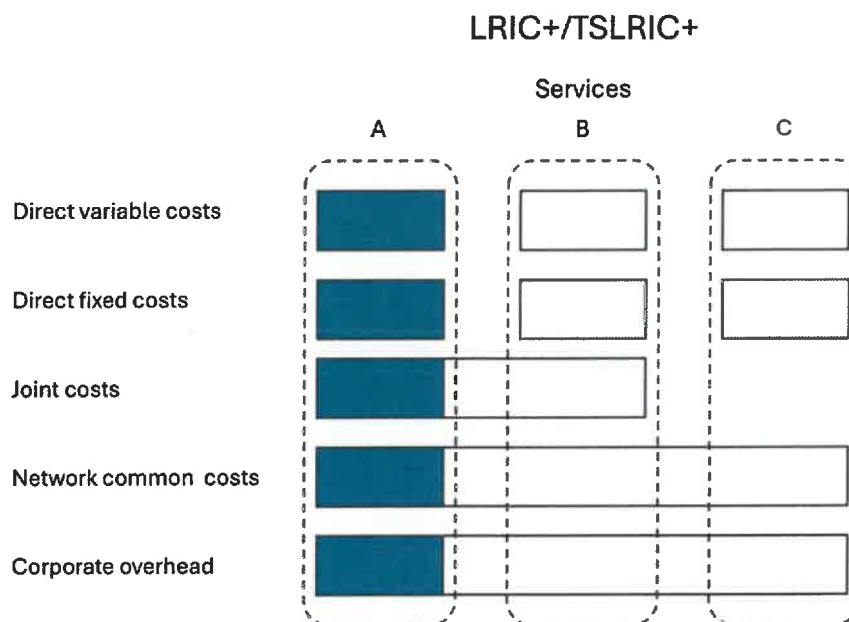 LRIC+/TSLRIC+
Services
A B C
Direct variable costs
Direct fixed costs
Joint costs
Network common costs
Corporate overhead